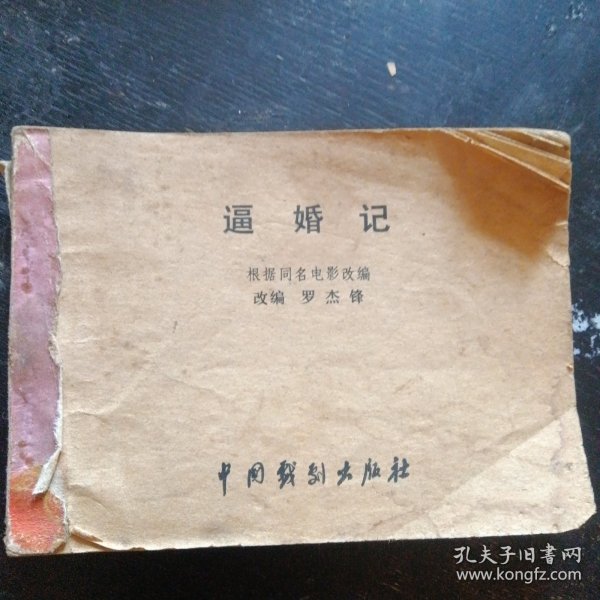 逼婚记
根据同名电影改编
改编 罗杰锋
中国戏剧出版社
孔夫子旧书网
www.kongfz.com